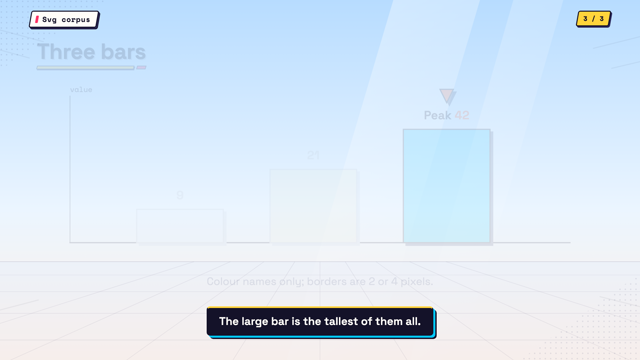 Svg corpus
3 / 3
Three bars
value
Peak 42
9
Colour names only; borders are 2 or 4 pixels.
The large bar is the tallest of them all.